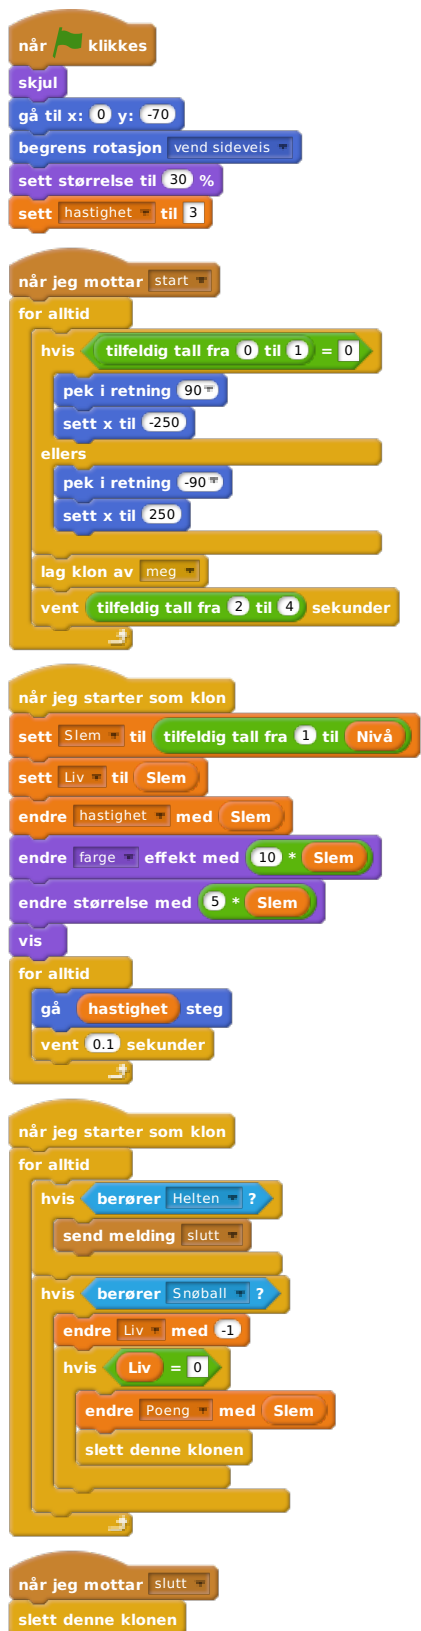 når klikkes
skjul
gå til x: 0 y: -70
begrens rotasjon vend sideveis
sett størrelse til 30 %
sett hastighet til 3
når jeg mottar start
for alltid
hvis tilfeldig tall fra 0 til 1 = 0
pek i retning 90
sett x til -250
ellers
pek i retning -90
sett x til 250
lag klon av meg
vent tilfeldig tall fra 2 til 4 sekunder
når jeg starter som klon
sett Slem til tilfeldig tall fra 1 til Nivå
sett Liv til Slem
endre hastighet med Slem
endre farge effekt med 10 * Slem
endre størrelse med 5 * Slem
vis
for alltid
gå hastighet steg
vent 0.1 sekunder
når jeg starter som klon
for alltid
hvis berører Helten ?
send melding slutt
hvis berører Snøball ?
endre Liv med -1
hvis Liv = 0
endre Poeng med Slem
slett denne klonen
når jeg mottar slutt
slett denne klonen